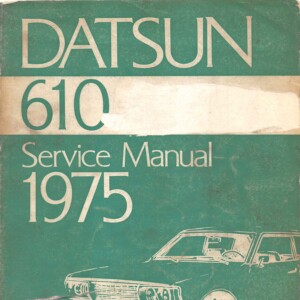 DATSUN
610
Service Manual
1975